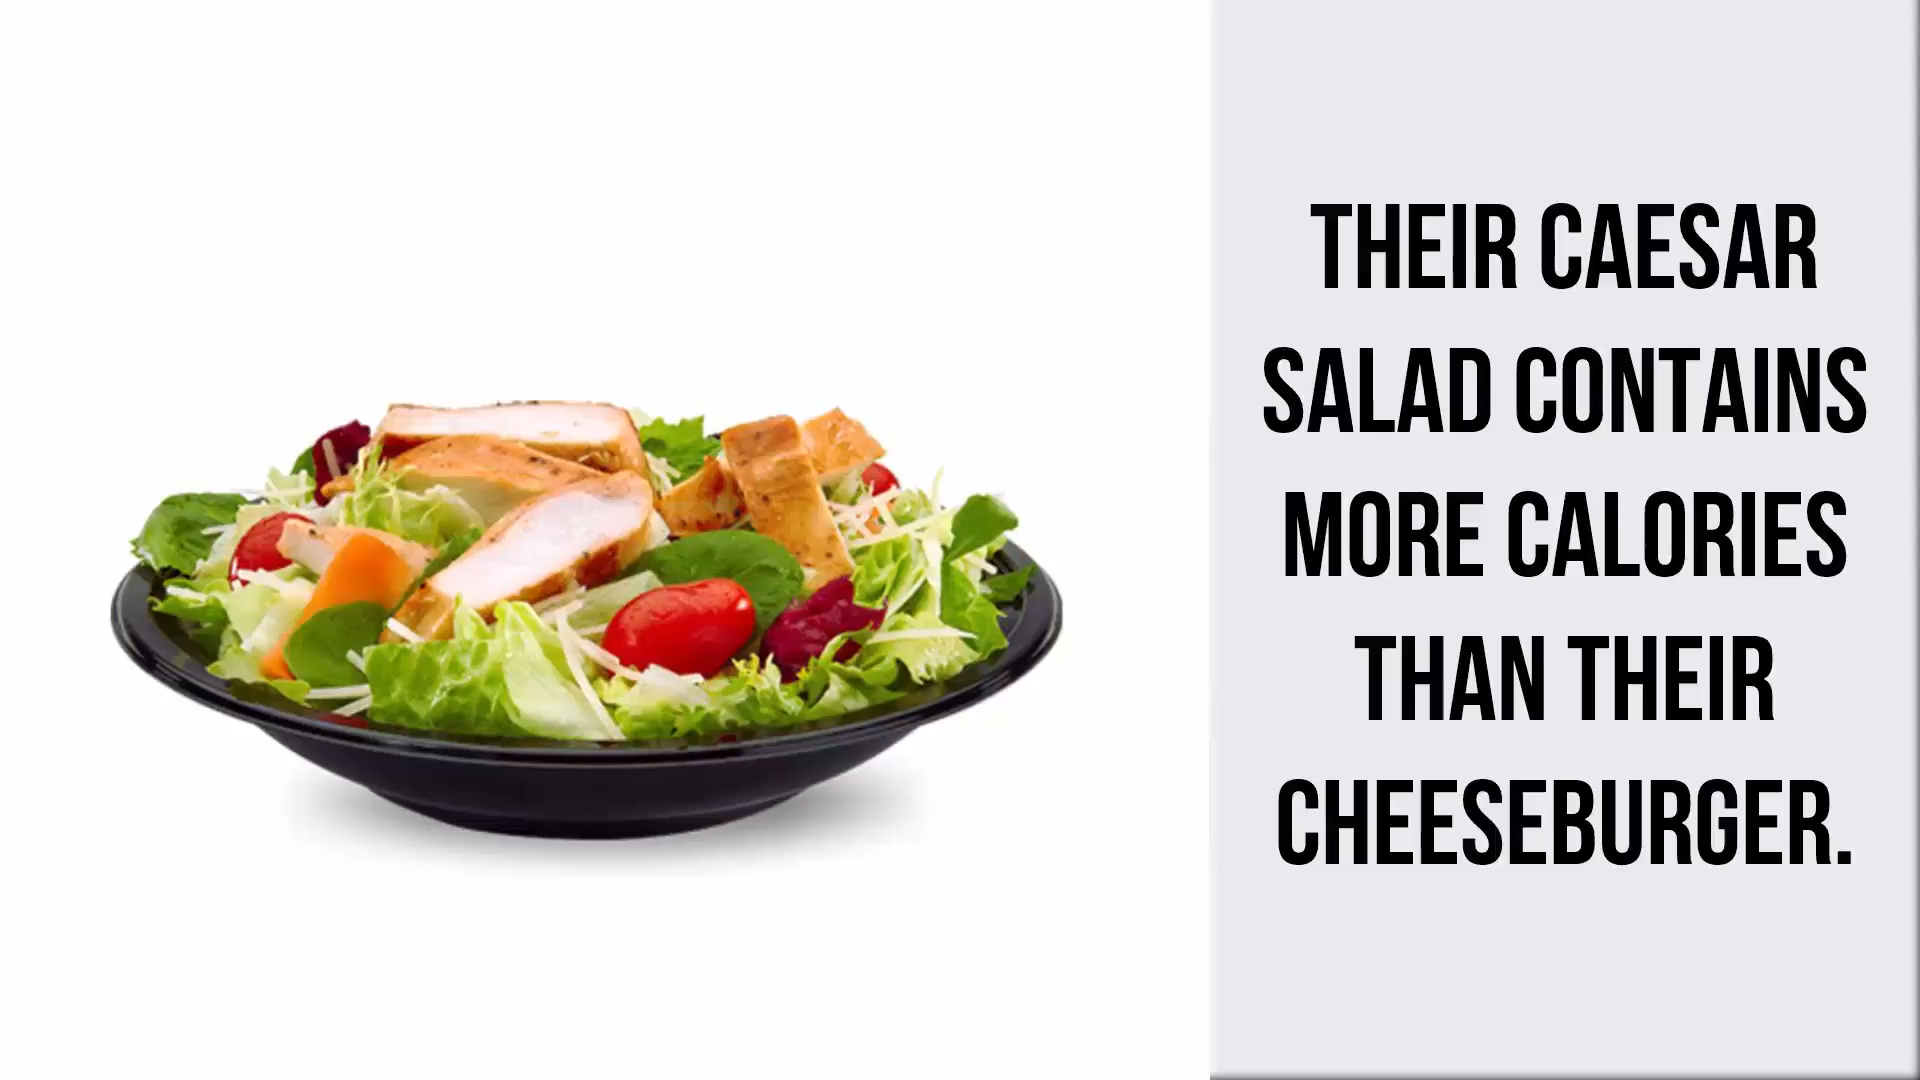 THEIR CAESAR
SALAD CONTAINS
MORE CALORIES
THAN THEIR
CHEESEBURGER.